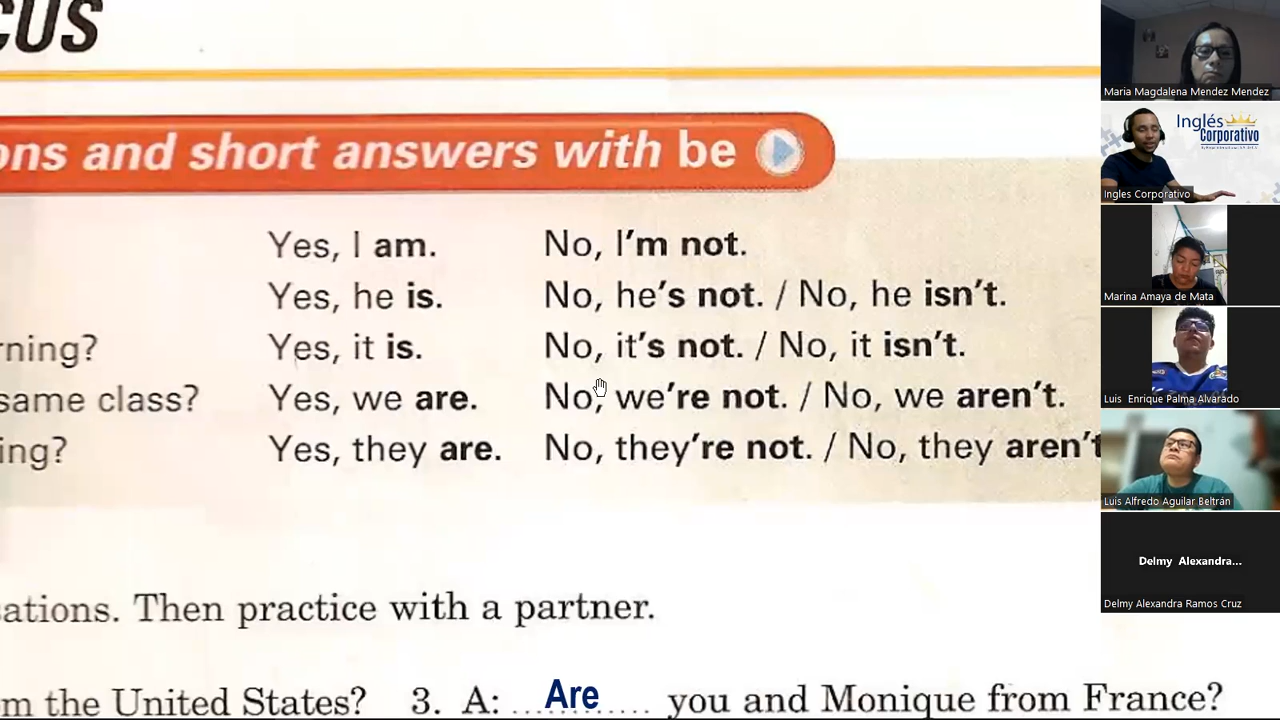 CUS
ons and short answers with be
Yes, I am. No, I'm not.
Yes, he is. No, he's not. / No, he isn't.
rning? Yes, it is. No, it's not. / No, it isn't.
same class? Yes, we are. No, we're not. / No, we aren't.
ing? Yes, they are. No, they're not. / No, they aren't
sations. Then practice with a partner.
m the United States? 3. A: Are you and Monique from France?
Maria Magdalena Mendez Mendez
Inglés
Corporativo
Ingles Corporativo
Marina Amaya de Mata
Luis Enrique Palma Alvarado
Luis Alfredo Aguilar Beltrán
Delmy Alexandra...
Delmy Alexandra Ramos Cruz